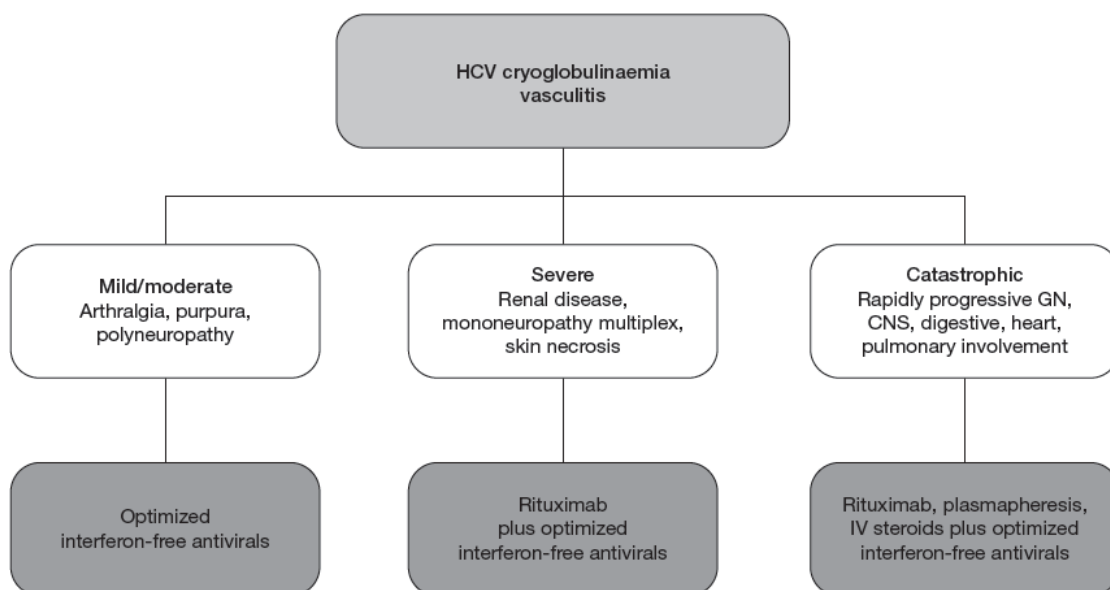 HCV cryoglobulinaemia
vasculitis
Mild/moderate
Arthralgia, purpura,
polyneuropathy
Severe
Renal disease,
mononeuropathy multiplex,
skin necrosis
Catastrophic
Rapidly progressive GN,
CNS, digestive, heart,
pulmonary involvement
Optimized
interferon-free antivirals
Rituximab
plus optimized
interferon-free antivirals
Rituximab, plasmapheresis,
IV steroids plus optimized
interferon-free antivirals